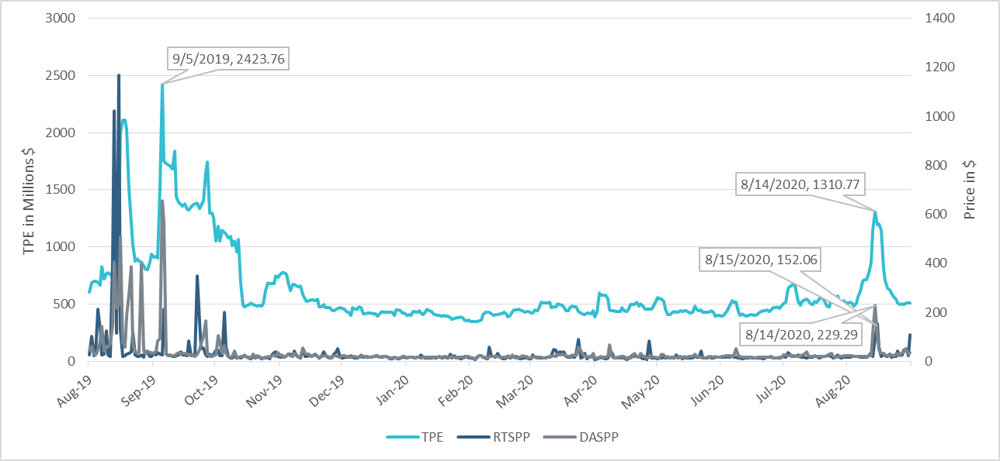 3000
2500
2000
1500
1000
500
0
TPE in Millions $
1400
1200
1000
800
600
400
200
0
Price in $
9/5/2019, 2423.76
8/14/2020, 1310.77
8/15/2020, 152.06
8/14/2020, 229.29
Aug-19
Sep-19
Oct-19
Nov-19
Dec-19
Jan-20
Feb-20
Mar-20
Apr-20
May-20
Jun-20
Jul-20
Aug-20
TPE
RTSPP
DASPP